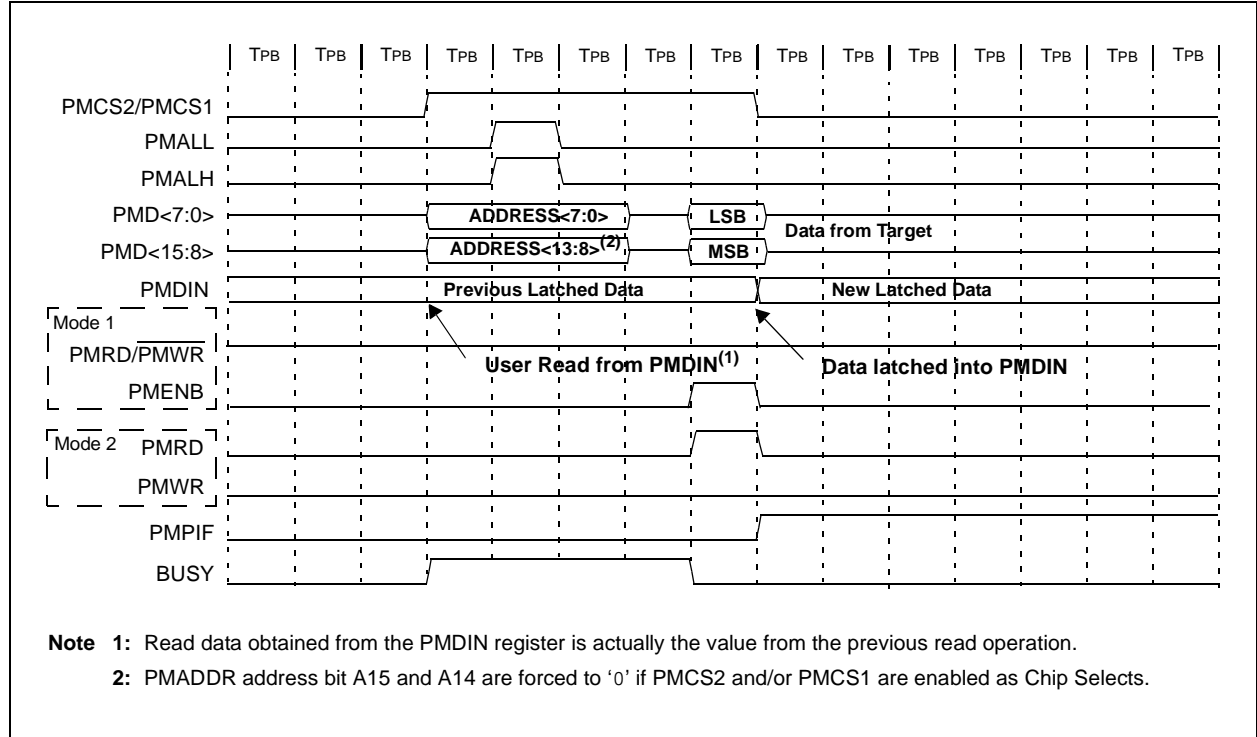 TPB TPB TPB TPB TPB TPB TPB TPB TPB TPB TPB TPB TPB TPB TPB
PMCS2/PMCS1
PMALL
PMALH
PMD<7:0> ADDRESS<7:0> LSB
Data from Target
PMD<15:8> ADDRESS<13:8>(2) MSB
PMDIN Previous Latched Data New Latched Data
Mode 1
PMRD/PMWR
User Read from PMDIN(1) Data latched into PMDIN
PMENB
Mode 2 PMRD
PMWR
PMPIF
BUSY
Note 1: Read data obtained from the PMDIN register is actually the value from the previous read operation.
2: PMADDR address bit A15 and A14 are forced to ‘0’ if PMCS2 and/or PMCS1 are enabled as Chip Selects.